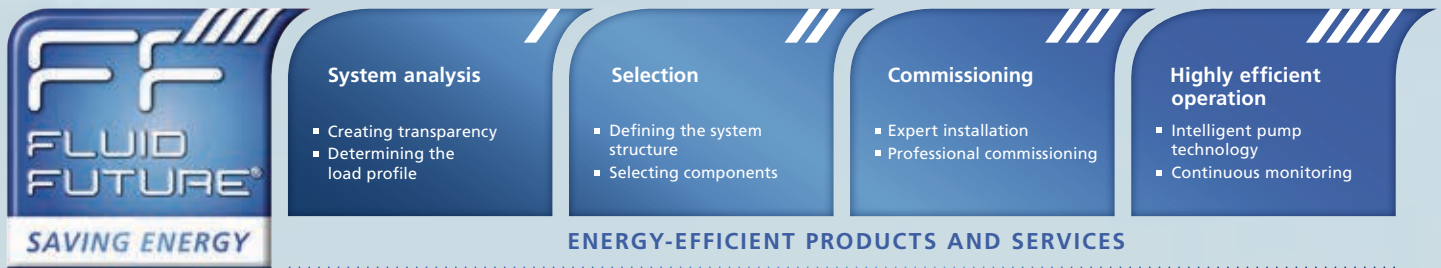 FF
FLUID
FUTURE®
SAVING ENERGY
System analysis
▪ Creating transparency
▪ Determining the
load profile
Selection
▪ Defining the system
structure
▪ Selecting components
Commissioning
▪ Expert installation
▪ Professional commissioning
Highly efficient
operation
▪ Intelligent pump
technology
▪ Continuous monitoring
ENERGY-EFFICIENT PRODUCTS AND SERVICES